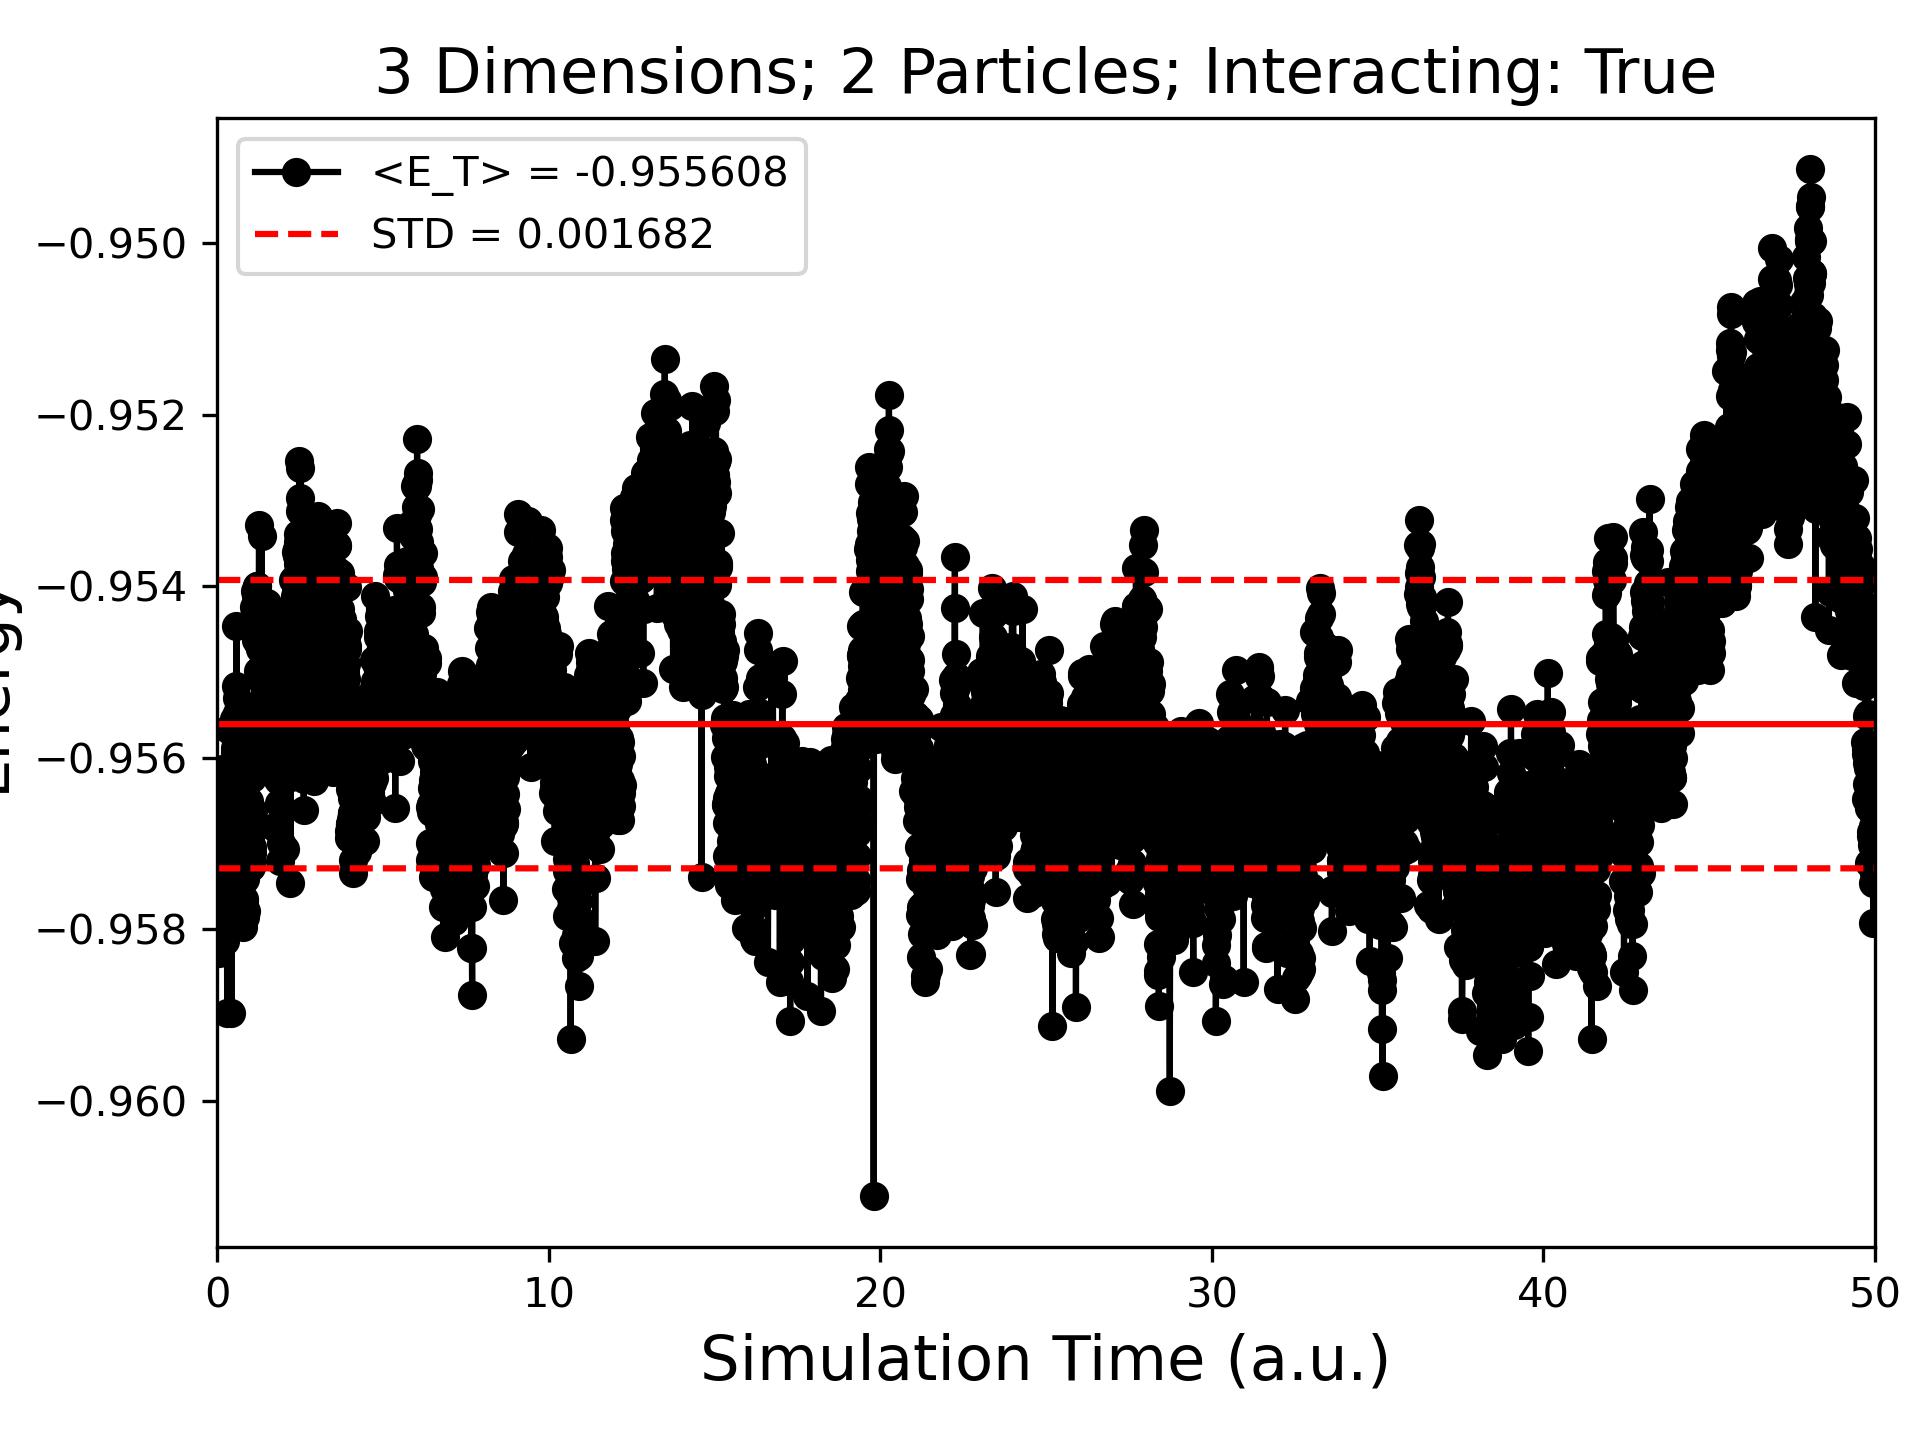 3 Dimensions; 2 Particles; Interacting: True
<E_T> = -0.955608
STD = 0.001682
Energy
−0.950
−0.952
−0.954
−0.956
−0.958
−0.960
0 10 20 30 40 50
Simulation Time (a.u.)